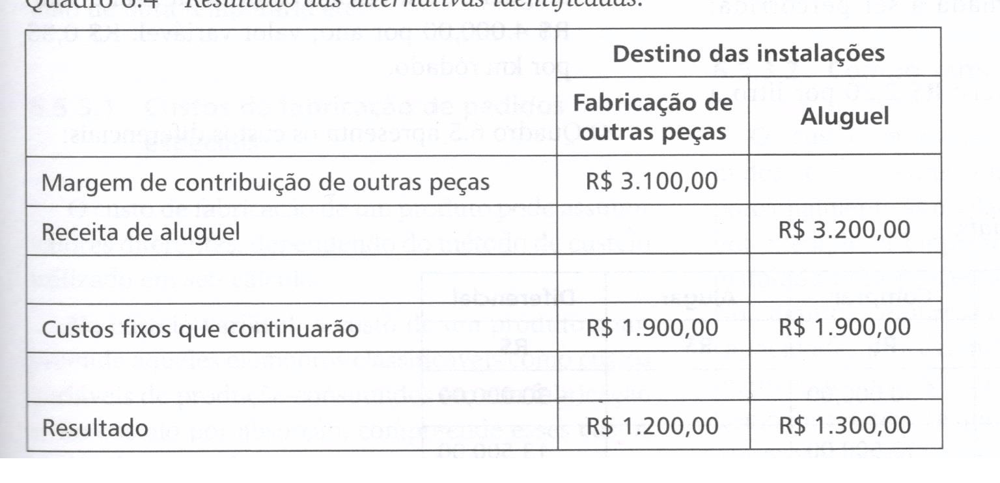 Quadro 6.4 Resultado das alternativas identificadas.
Destino das instalações
Fabricação de
outras peças
Aluguel
Margem de contribuição de outras peças R$ 3.100,00
Receita de aluguel R$ 3.200,00
Custos fixos que continuarão R$ 1.900,00 R$ 1.900,00
Resultado R$ 1.200,00 R$ 1.300,00